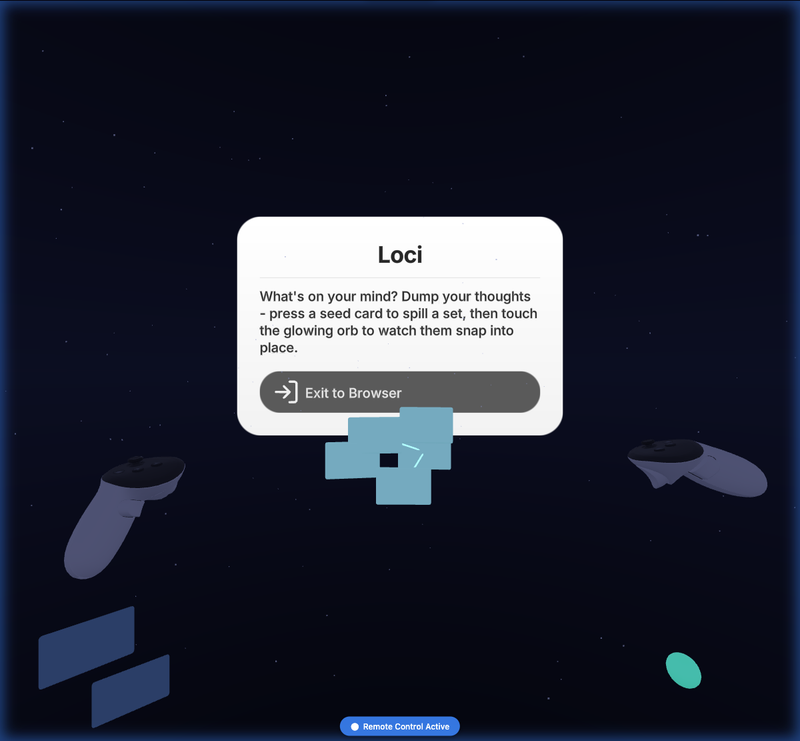 Loci
What's on your mind? Dump your thoughts
- press a seed card to spill a set, then touch
the glowing orb to watch them snap into
place.
Exit to Browser
Remote Control Active